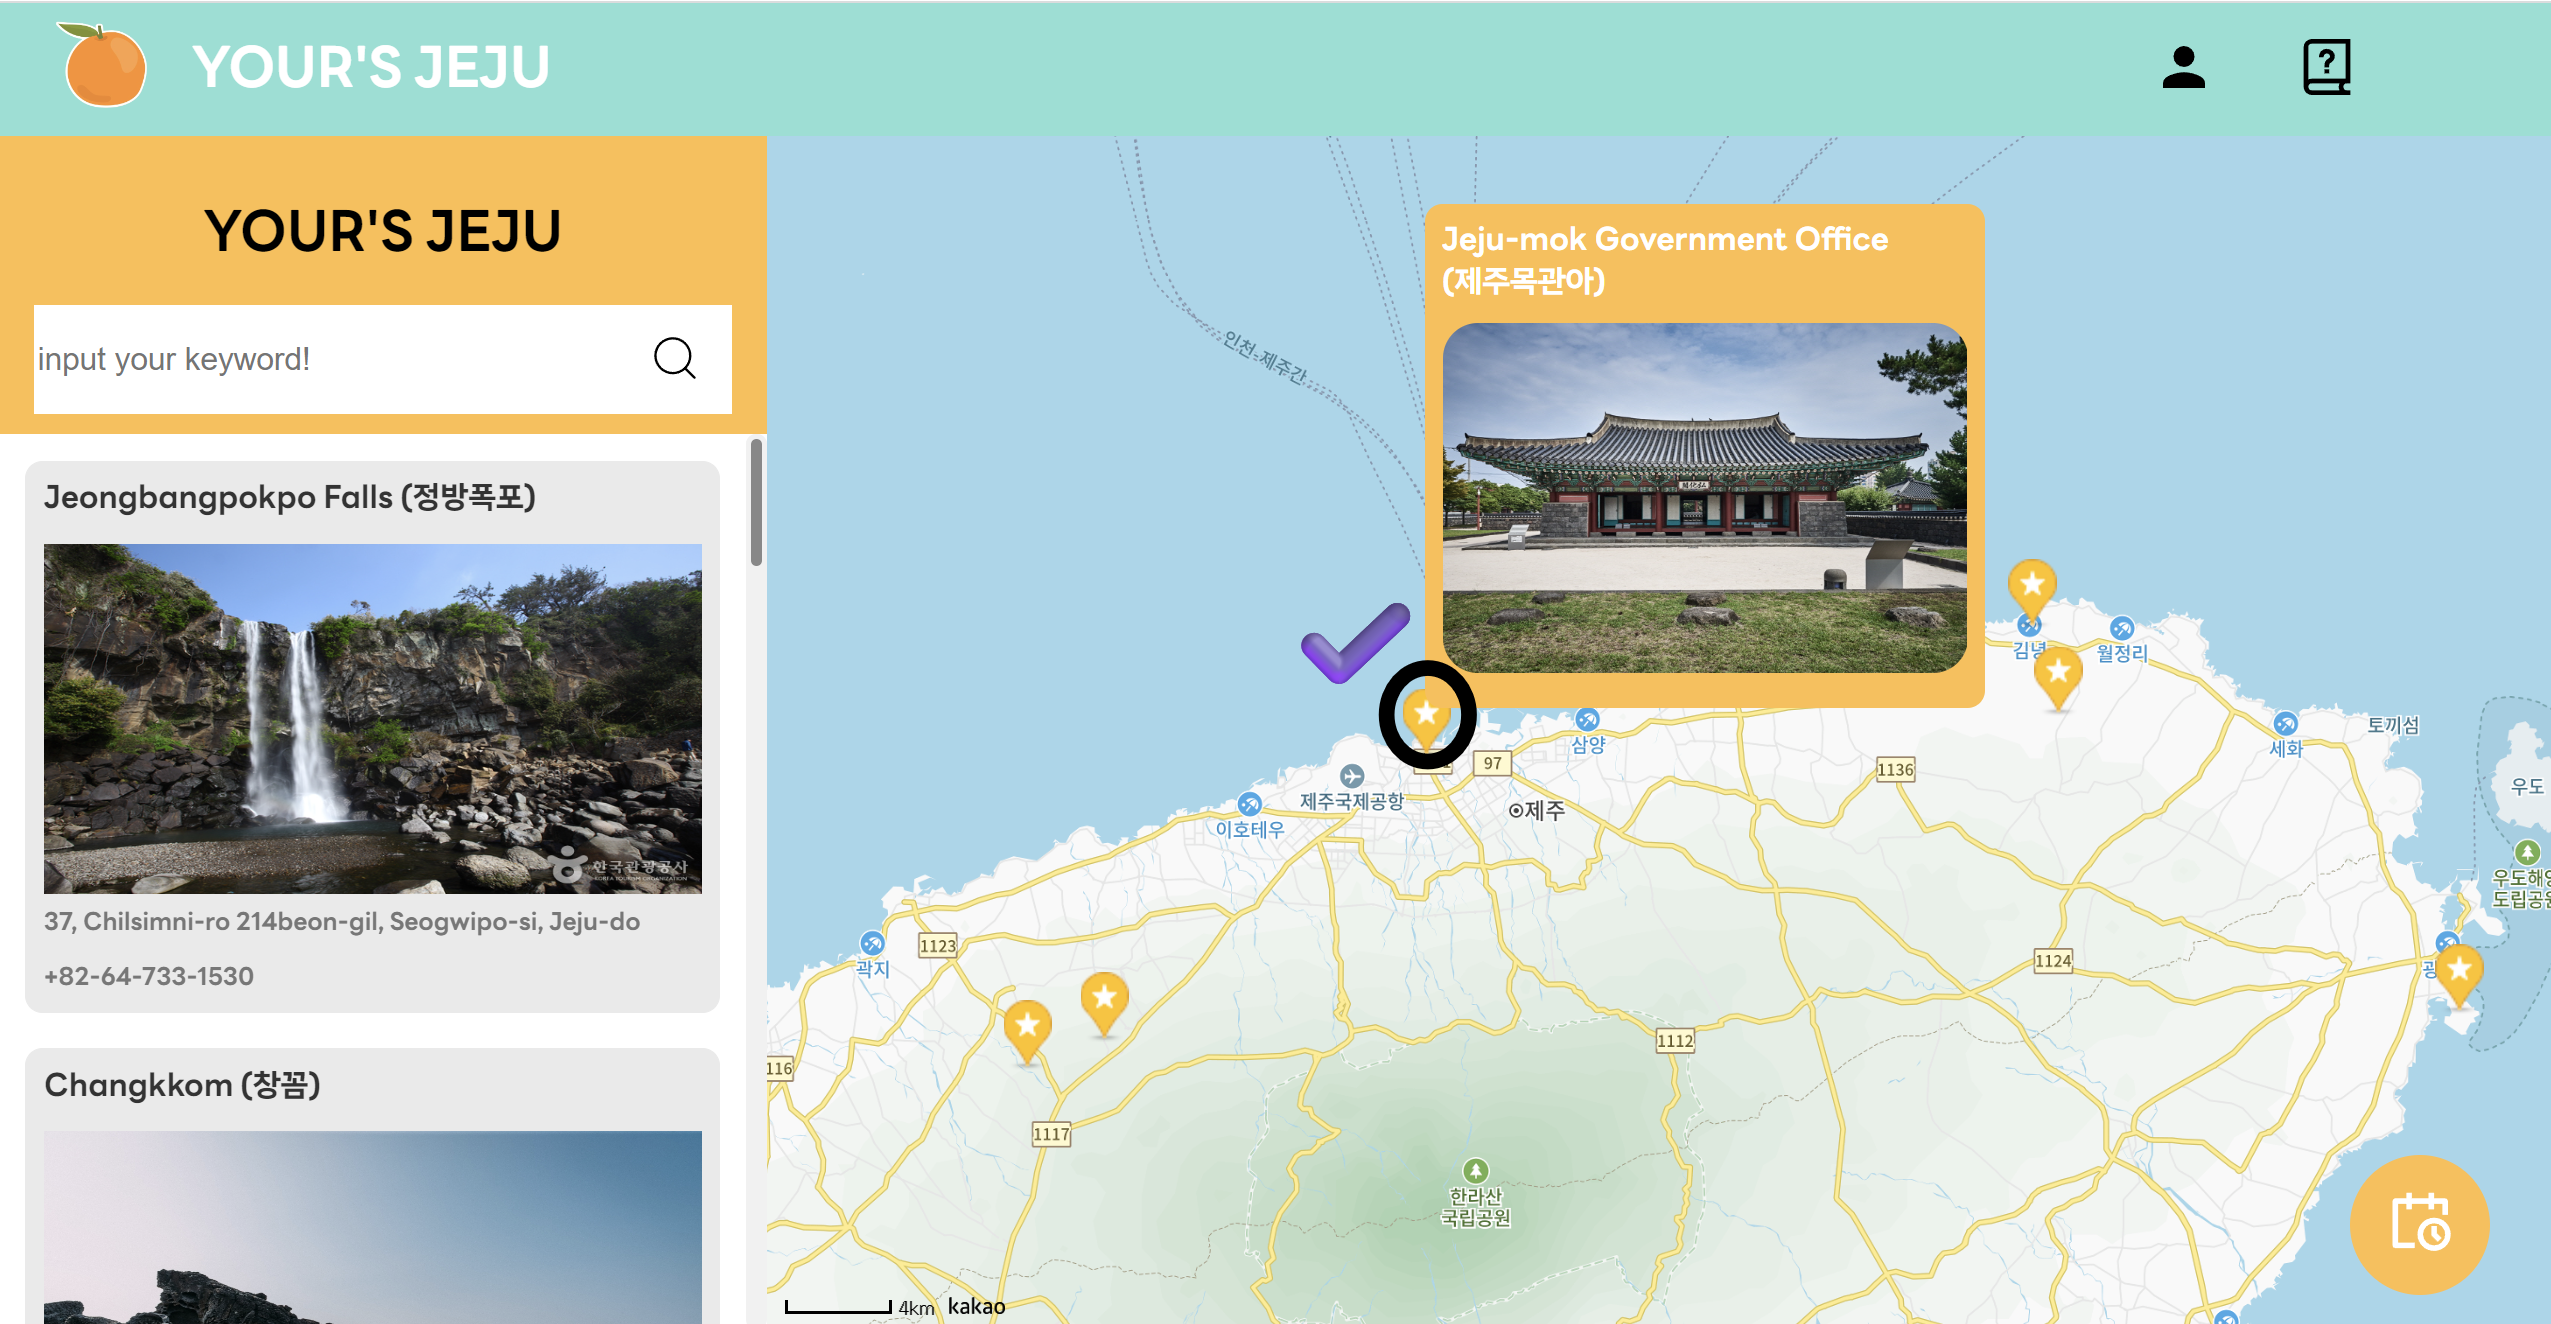 YOUR'S JEJU
YOUR'S JEJU
input your keyword!
Jeongbangpokpo Falls (정방폭포)
한국관광공사
KOREA TOURISM ORGANIZATION
37, Chilsimni-ro 214beon-gil, Seogwipo-si, Jeju-do
+82-64-733-1530
Changkkom (창꼼)
Jeju-mok Government Office
(제주목관아)
인천-제주간
김녕
월정리
토끼섬
세화
우도
삼양
97
1136
제주국제공항
제주
이호테우
도립공원
1123
곽지
1124
1112
1117
한라산
국립공원
4km kakao